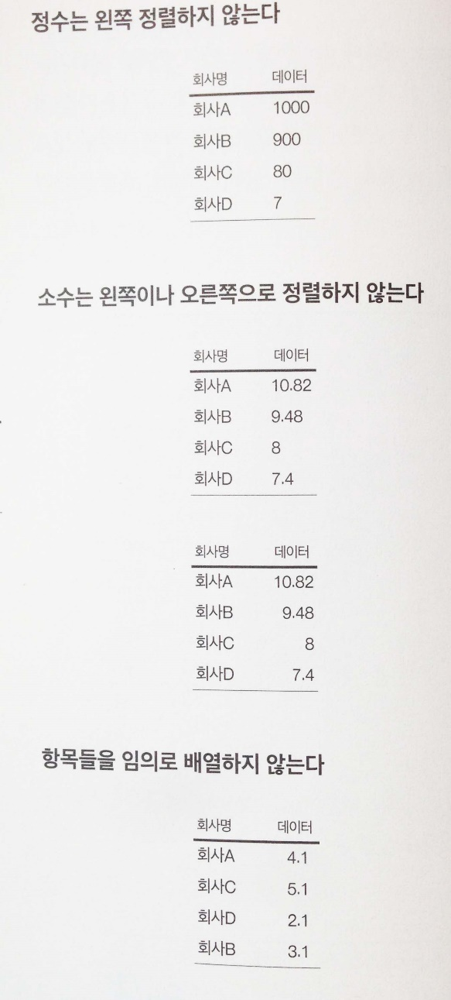 정수는 왼쪽 정렬하지 않는다
회사명 데이터
회사A 1000
회사B 900
회사C 80
회사D 7
소수는 왼쪽이나 오른쪽으로 정렬하지 않는다
회사명 데이터
회사A 10.82
회사B 9.48
회사C 8
회사D 7.4
회사명 데이터
회사A 10.82
회사B 9.48
회사C 8
회사D 7.4
항목들을 임의로 배열하지 않는다
회사명 데이터
회사A 4.1
회사C 5.1
회사D 2.1
회사B 3.1